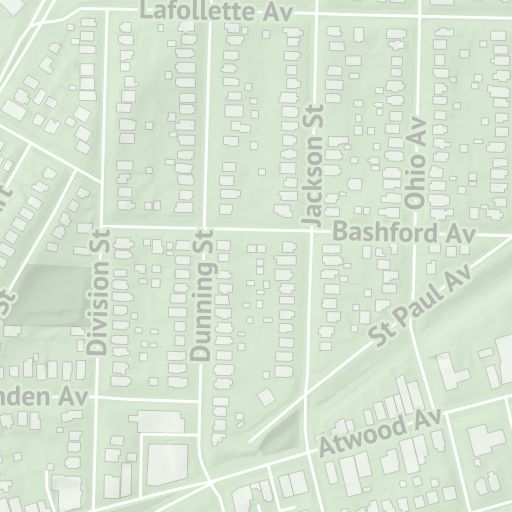 Lafollette Av
Jackson St
Ohio Av
Bashford Av
Division St
Dunning St
St
St Paul Av
nden Av
Atwood Av